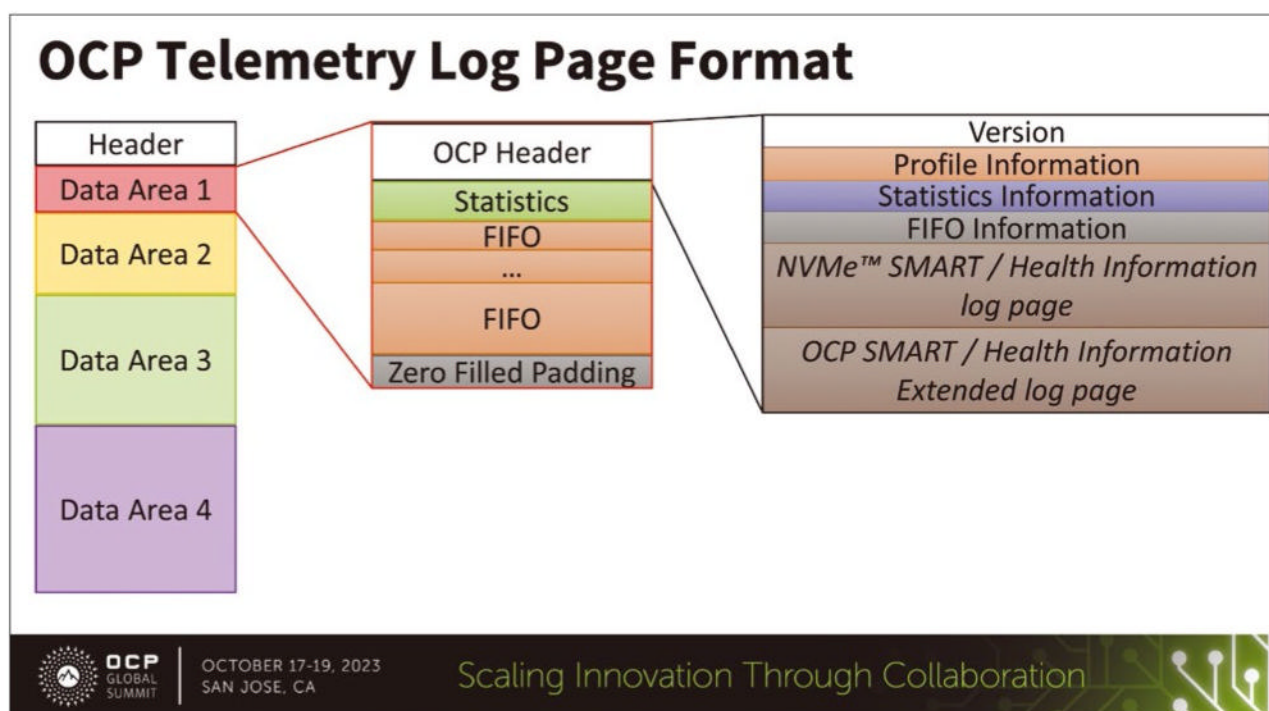 OCP Telemetry Log Page Format
Header
Data Area 1
Data Area 2
Data Area 3
Data Area 4
OCP Header
Statistics
FIFO
...
FIFO
Zero Filled Padding
Version
Profile Information
Statistics Information
FIFO Information
NVMe™ SMART / Health Information
log page
OCP SMART / Health Information
Extended log page
OCP
GLOBAL
SUMMIT
OCTOBER 17-19, 2023
SAN JOSE, CA
Scaling Innovation Through Collaboration